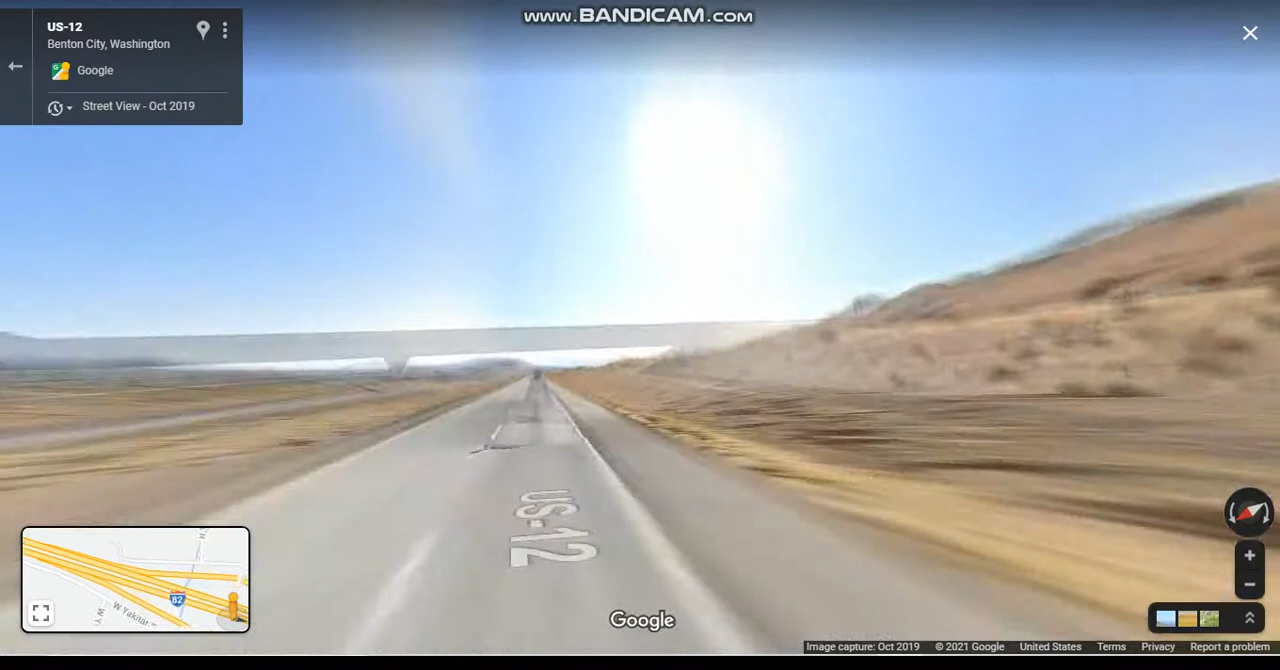 www.BANDICAM.com
US-12
Benton City, Washington
Google
Street View - Oct 2019
US-12
82
W Yakitat
Google
Image capture: Oct 2019 © 2021 Google United States Terms Privacy Report a problem